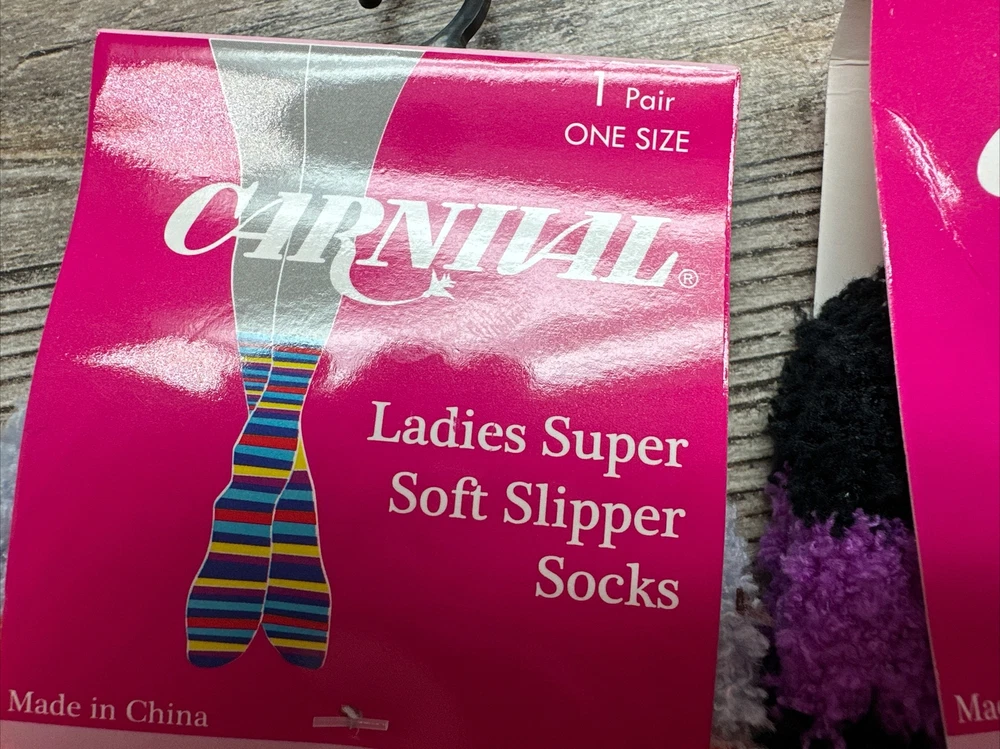 1 Pair
ONE SIZE
CARNIVAL®
Ladies Super
Soft Slipper
Socks
Made in China